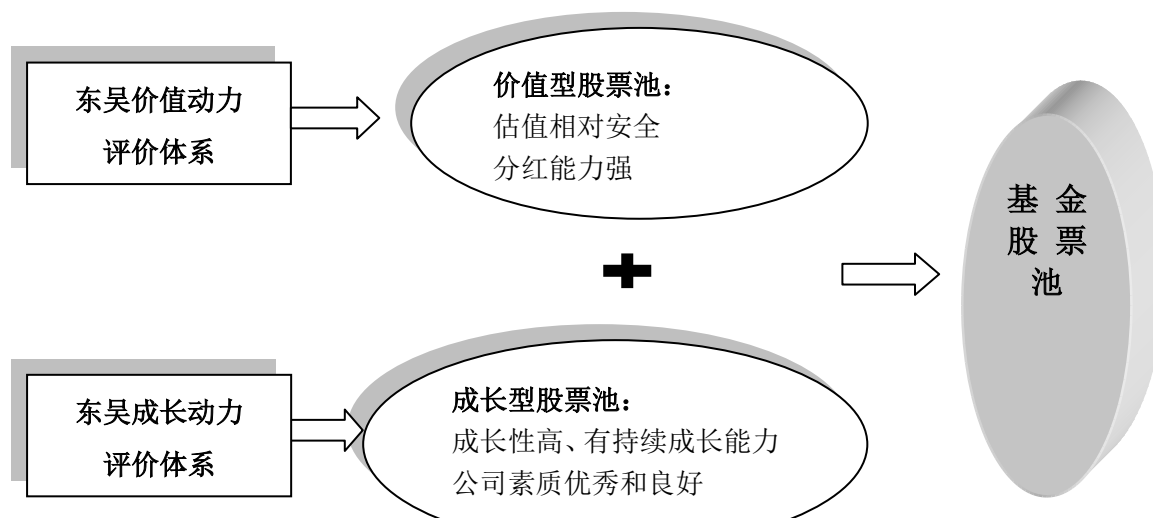 东吴价值动力
评价体系
价值型股票池：
估值相对安全
分红能力强
基 金
股 票
池
东吴成长动力
评价体系
成长型股票池：
成长性高、有持续成长能力
公司素质优秀和良好